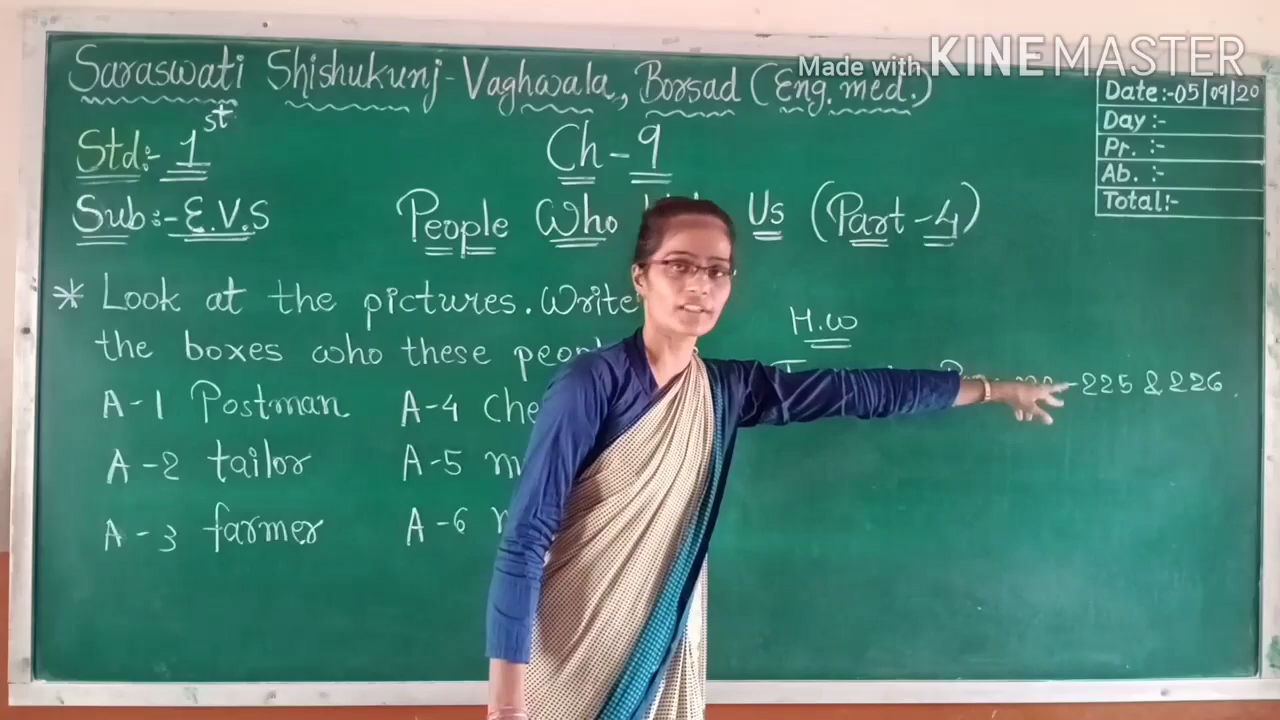 Made with KINEMASTER
Saraswati Shishukunj-Vaghwala, Borsad (Eng. med.)
Date:-05/09/20
Day :-
Pr. :-
Ab. :-
Total:-
Std:- 1st
Ch-9
Sub:- E.V.S
People Who Us (Part-4)
* Look at the pictures. Write
the boxes who these
H.W
-225 & 226.
A-1 Postman
A-4
A-2 tailor
A-5
A-3 farmer
A-6